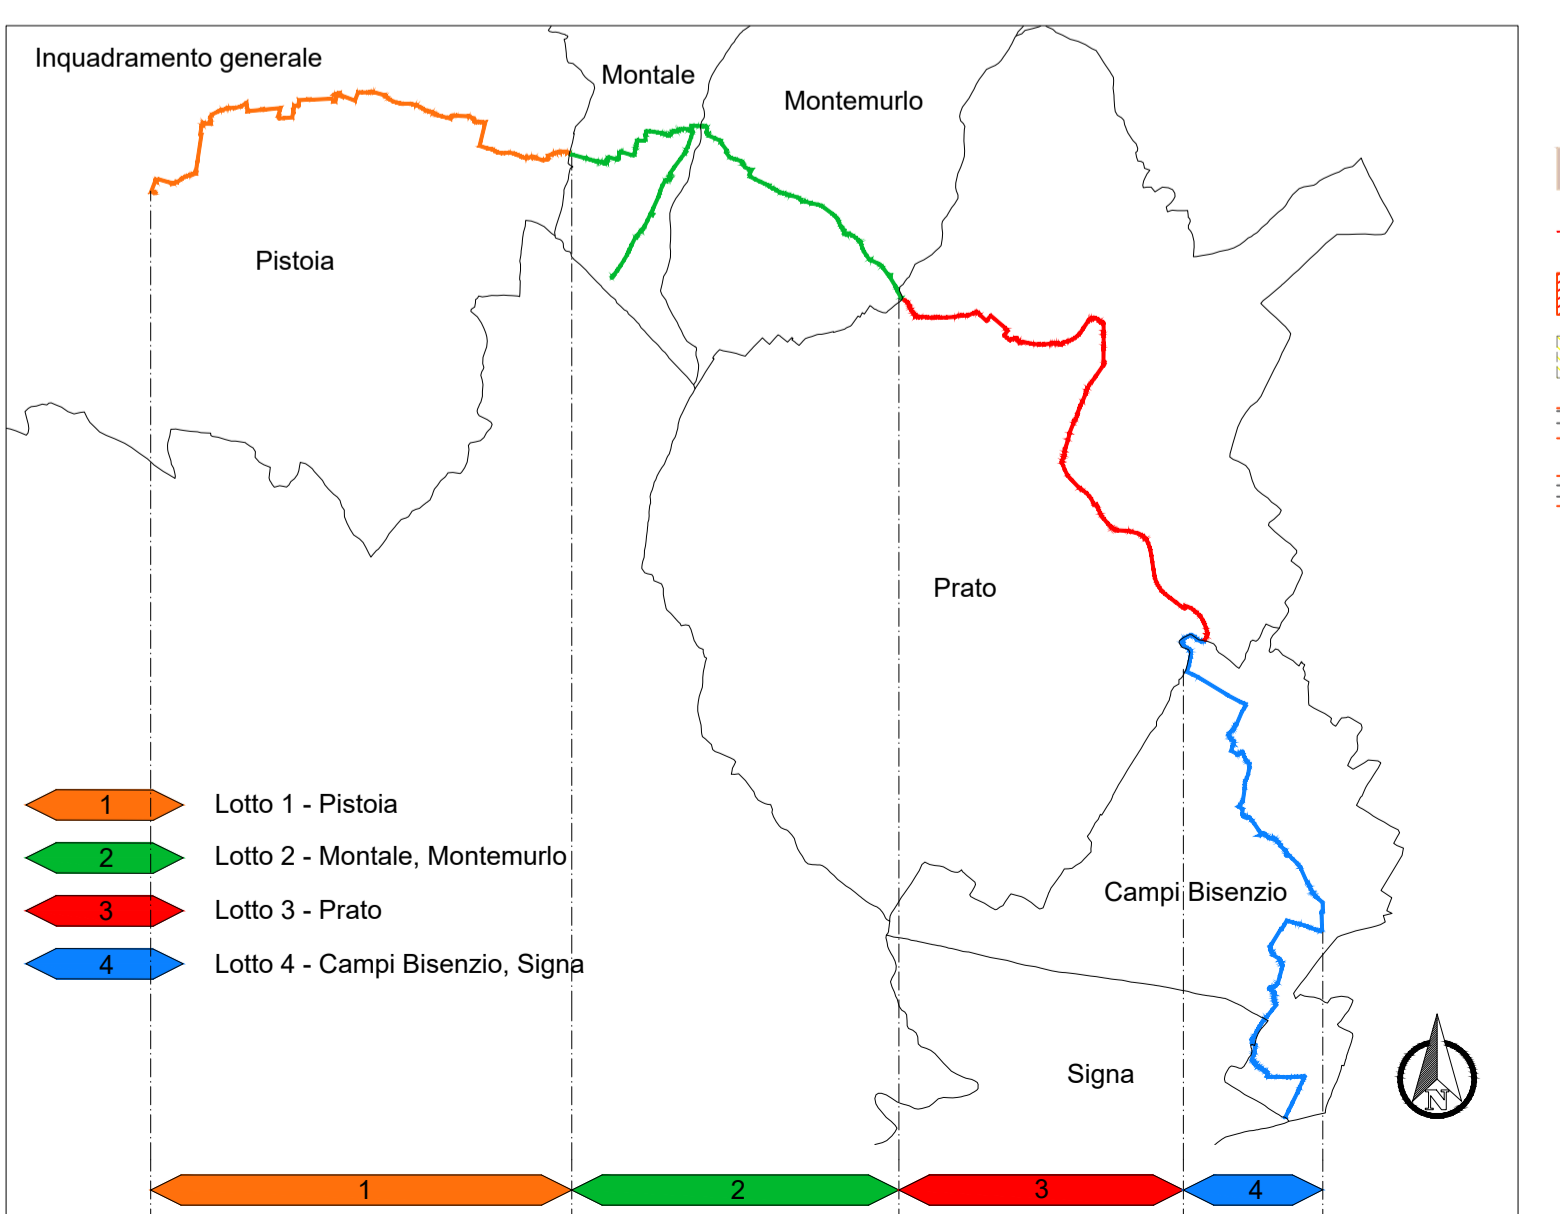 Inquadramento generale
Montale
Montemurlo
Pistoia
Prato
1 Lotto 1 - Pistoia
2 Lotto 2 - Montale, Montemurlo
3 Lotto 3 - Prato
4 Lotto 4 - Campi Bisenzio, Signa
Campi Bisenzio
Signa
N
1 2 3 4